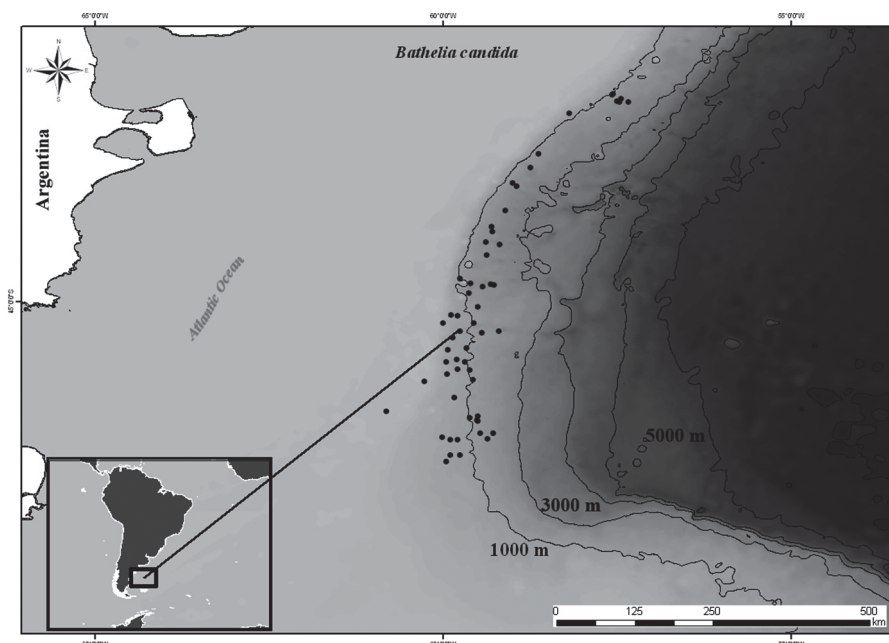 65°0'0"W 60°0'0"W 55°0'0"W
Bathelia candida
N
W E
S
Argentina
Atlantic Ocean
45°0'0"S
5000 m
3000 m
1000 m
0 125 250 500
km